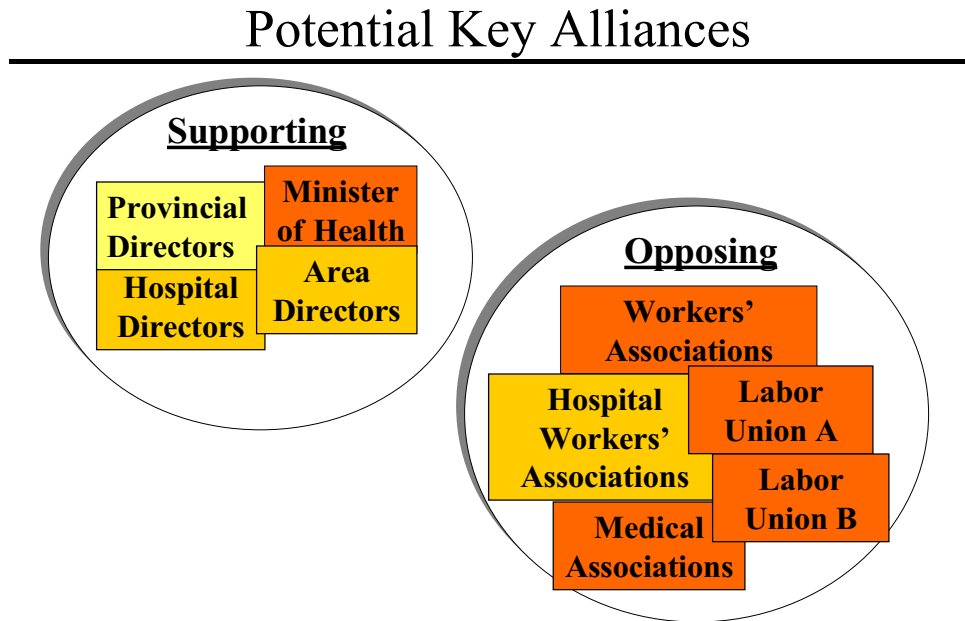 Potential Key Alliances
Supporting
Provincial
Directors
Minister
of Health
Hospital
Directors
Area
Directors
Opposing
Workers’
Associations
Hospital
Workers’
Associations
Labor
Union A
Labor
Union B
Medical
Associations